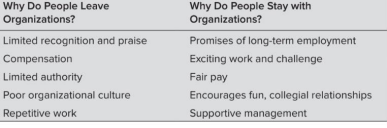 Why Do People Leave Organizations?
Why Do People Stay with Organizations?
Limited recognition and praise
Promises of long-term employment
Compensation
Exciting work and challenge
Limited authority
Fair pay
Poor organizational culture
Encourages fun, collegial relationships
Repetitive work
Supportive management